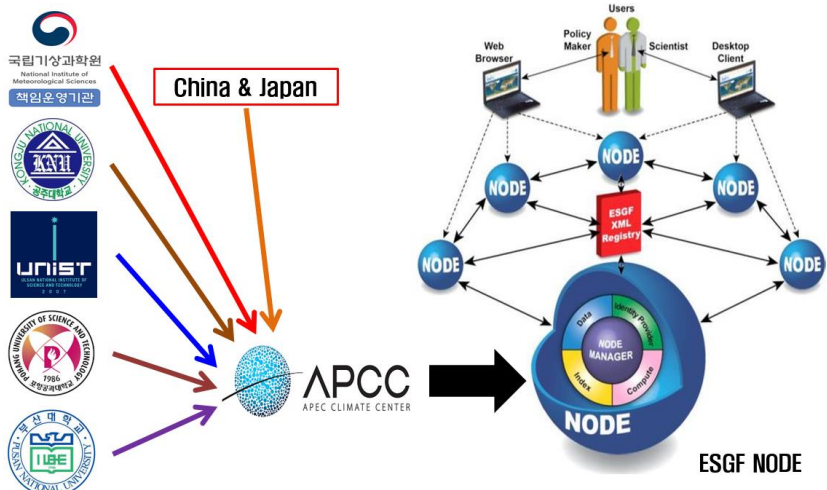 국립기상과학원
National Institute of
Meteorological Sciences
책임운영기관
KONGJU NATIONAL UNIVERSITY
KNU
공주대학교
UNIST
ULSAN NATIONAL INSTITUTE OF
SCIENCE AND TECHNOLOGY
2007
POHANG UNIVERSITY OF SCIENCE AND TECHNOLOGY
1986
포항공과대학교
부산대학교
PUSAN NATIONAL UNIVERSITY
China & Japan
APCC
APEC CLIMATE CENTER
Users
Policy
Maker
Scientist
Web
Browser
Desktop
Client
NODE
NODE
NODE
ESGF
XML
Registry
NODE
NODE
Data
Identity Provider
NODE
MANAGER
Index
Compute
NODE
ESGF NODE